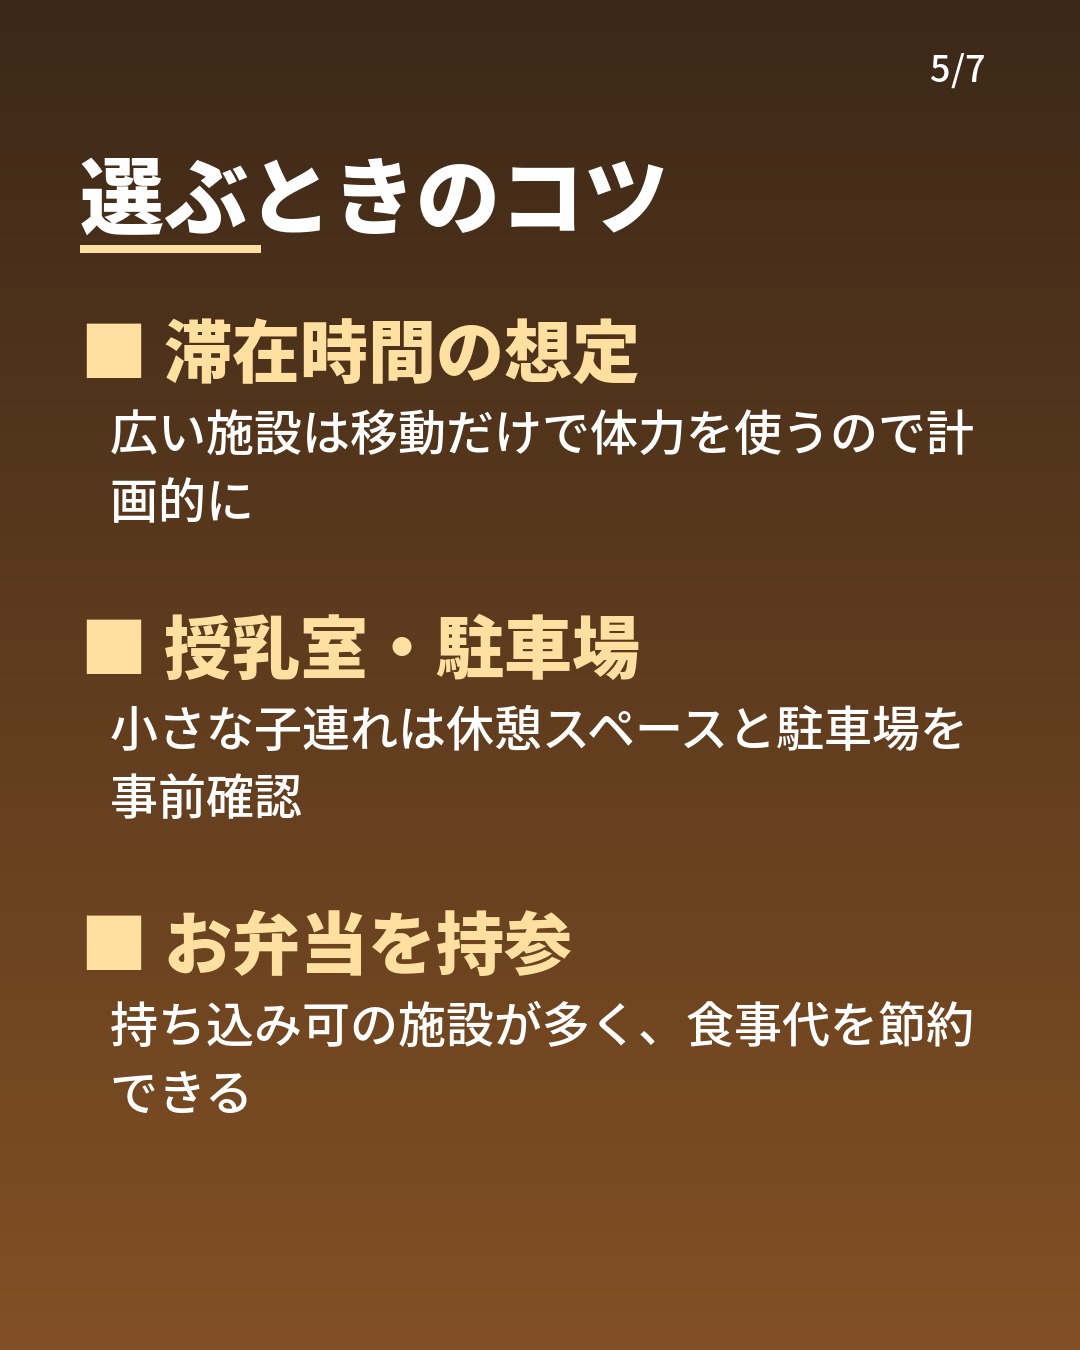 5/7
選ぶときのコツ
■ 滞在時間の想定
広い施設は移動だけで体力を使うので計
画的に
■ 授乳室・駐車場
小さな子連れは休憩スペースと駐車場を
事前確認
■ お弁当を持参
持ち込み可の施設が多く、食事代を節約
できる